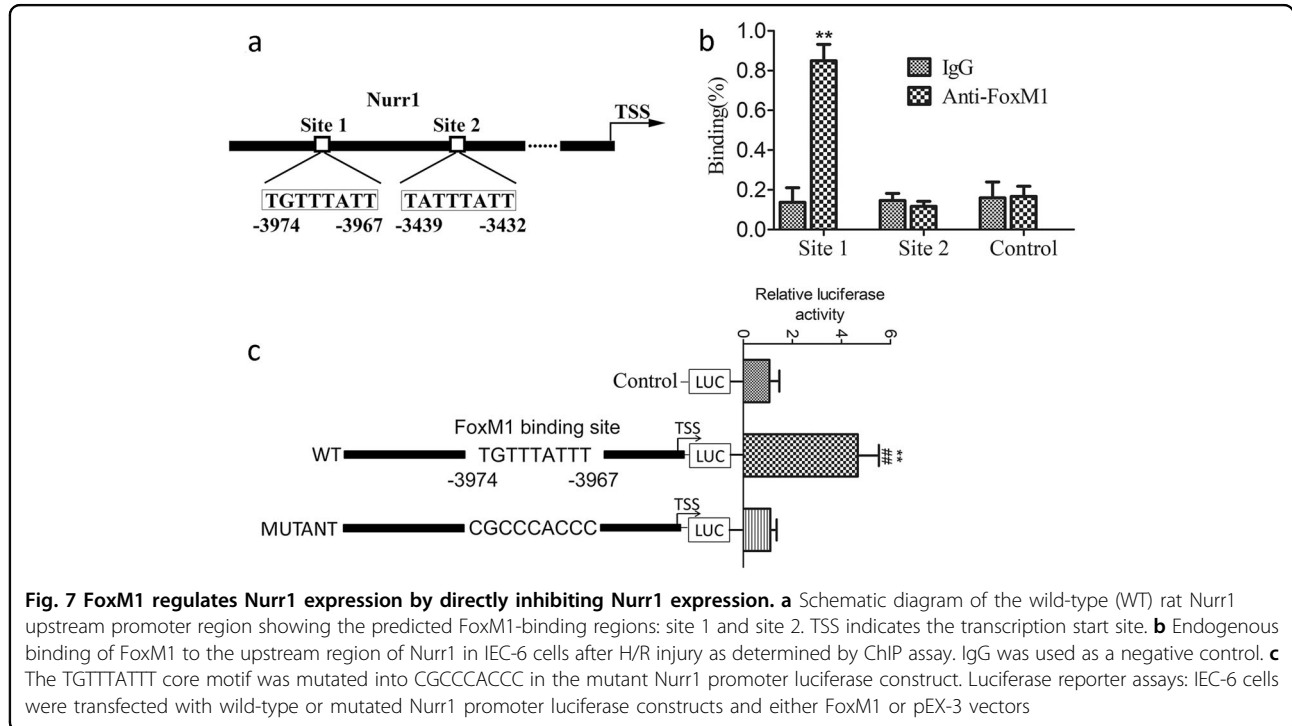 a
Nurr1
Site 1 Site 2
TSS
TGTTTATT TATTTATT
-3974 -3967 -3439 -3432
b
Binding(%)
1.0
0.8
0.6
0.4
0.2
0.0
**
IgG
Anti-FoxM1
Site 1 Site 2 Control
c
Relative luciferase
activity
0 2 4 6
Control LUC
FoxM1 binding site
WT TGTTTATTT TSS LUC
-3974 -3967
**
##
MUTANT CGCCCACCC TSS LUC
Fig. 7 FoxM1 regulates Nurr1 expression by directly inhibiting Nurr1 expression. a Schematic diagram of the wild-type (WT) rat Nurr1
upstream promoter region showing the predicted FoxM1-binding regions: site 1 and site 2. TSS indicates the transcription start site. b Endogenous
binding of FoxM1 to the upstream region of Nurr1 in IEC-6 cells after H/R injury as determined by ChIP assay. IgG was used as a negative control. c
The TGTTTATTT core motif was mutated into CGCCCACCC in the mutant Nurr1 promoter luciferase construct. Luciferase reporter assays: IEC-6 cells
were transfected with wild-type or mutated Nurr1 promoter luciferase constructs and either FoxM1 or pEX-3 vectors